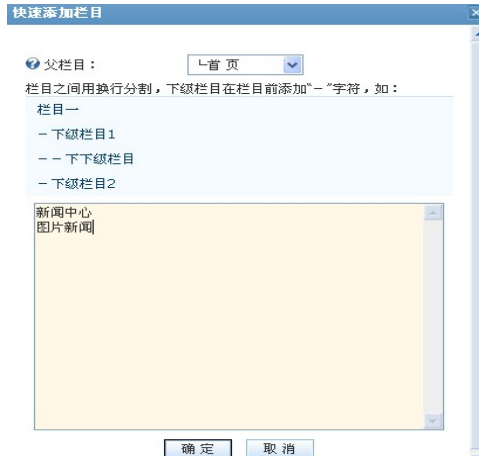 快速添加栏目
父栏目： └首 页
栏目之间用换行分割，下级栏目在栏目前添加“－”字符，如：
栏目一
－下级栏目1
－－下下级栏目
－下级栏目2
新闻中心
图片新闻
确 定 取 消